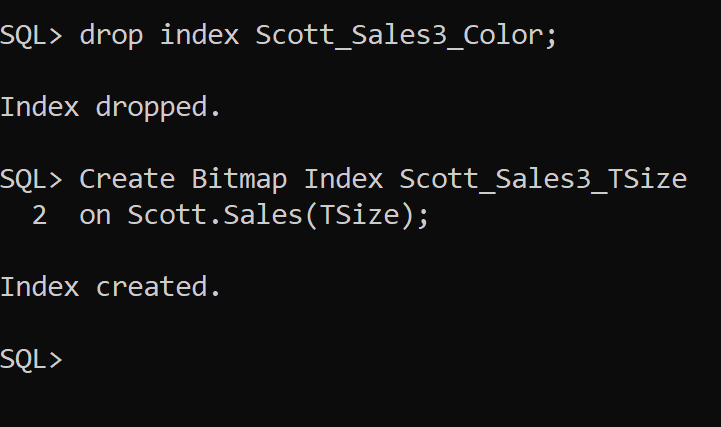 SQL> drop index Scott_Sales3_Color;
Index dropped.
SQL> Create Bitmap Index Scott_Sales3_TSize
  2  on Scott.Sales(TSize);
Index created.
SQL>